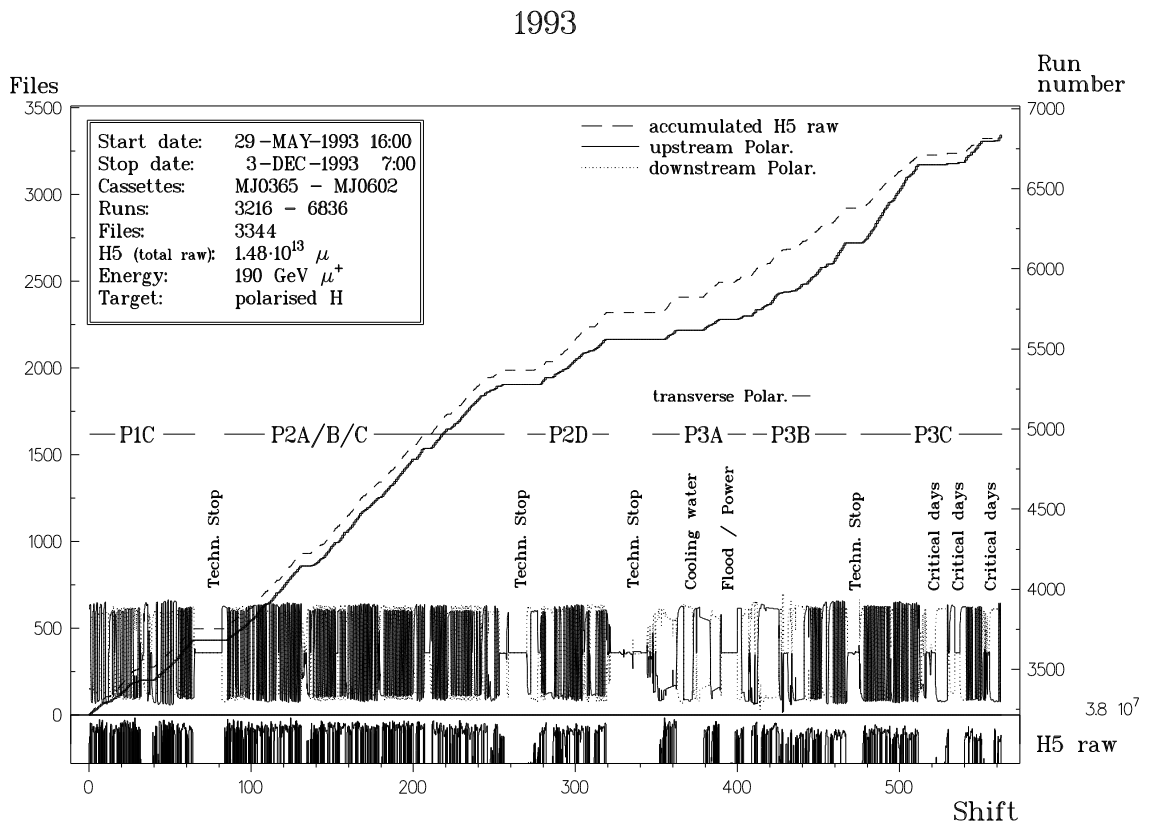 1993
Files
Run
number
3500
3000
2500
2000
1500
1000
500
0
Start date: 29-MAY-1993 16:00
Stop date: 3-DEC-1993 7:00
Cassettes: MJ0365 - MJ0602
Runs: 3216 - 6836
Files: 3344
H5 (total raw): 1.48·10¹³ μ
Energy: 190 GeV μ⁺
Target: polarised H
accumulated H5 raw
upstream Polar.
downstream Polar.
7000
6500
6000
5500
5000
4500
4000
3500
transverse Polar.
P1C
P2A/B/C
P2D
P3A
P3B
P3C
Techn. Stop
Techn. Stop
Techn. Stop
Cooling water
Flood / Power
Techn. Stop
Critical days
Critical days
Critical days
3.8 10⁷
H5 raw
0
100
200
300
400
500
Shift